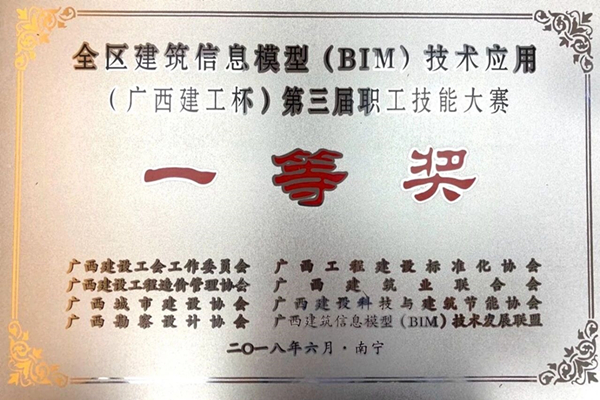 全区建筑信息模型（BIM）技术应用
（广西建工杯）第三届职工技能大赛
一等奖
广西建设工会工作委员会 广西工程建设标准化协会
广西建设工程造价管理协会 广西建筑业联合会
广西城市建设协会 广西建设科技与建筑节能协会
广西勘察设计协会 广西建筑信息模型（BIM）技术发展联盟
二〇一八年六月·南宁